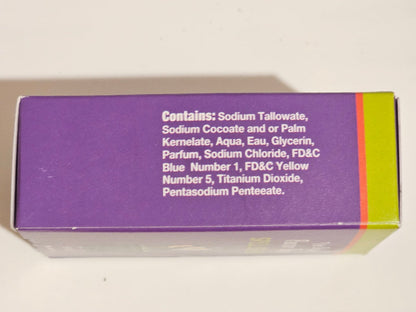 Contains: Sodium Tallowate,
Sodium Cocoate and or Palm
Kernelate, Aqua, Eau, Glycerin,
Parfum, Sodium Chloride, FD&C
Blue Number 1, FD&C Yellow
Number 5, Titanium Dioxide,
Pentasodium Penteeate.